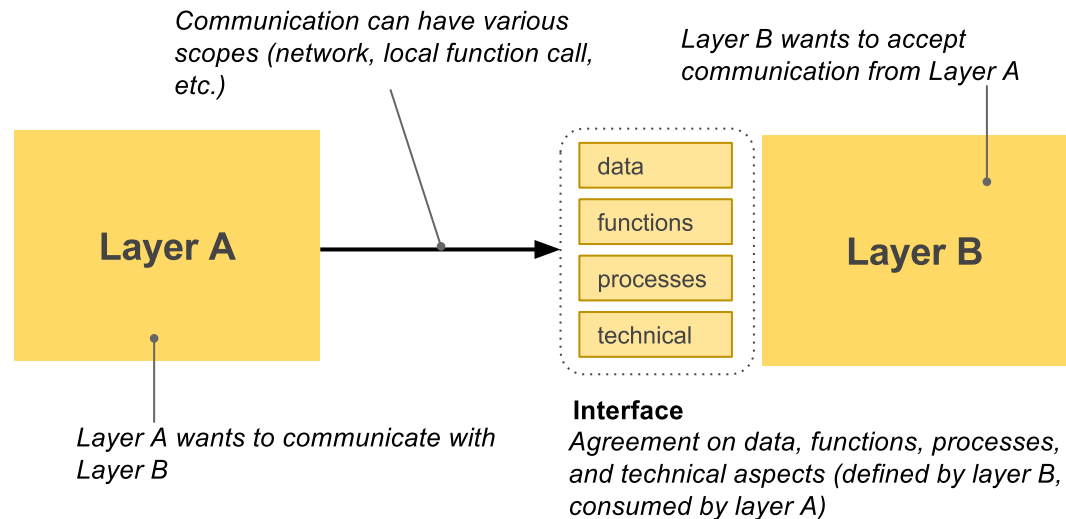 Communication can have various
scopes (network, local function call,
etc.)
Layer B wants to accept
communication from Layer A
Layer A
data
functions
processes
technical
Layer B
Layer A wants to communicate with
Layer B
Interface
Agreement on data, functions, processes,
and technical aspects (defined by layer B,
consumed by layer A)